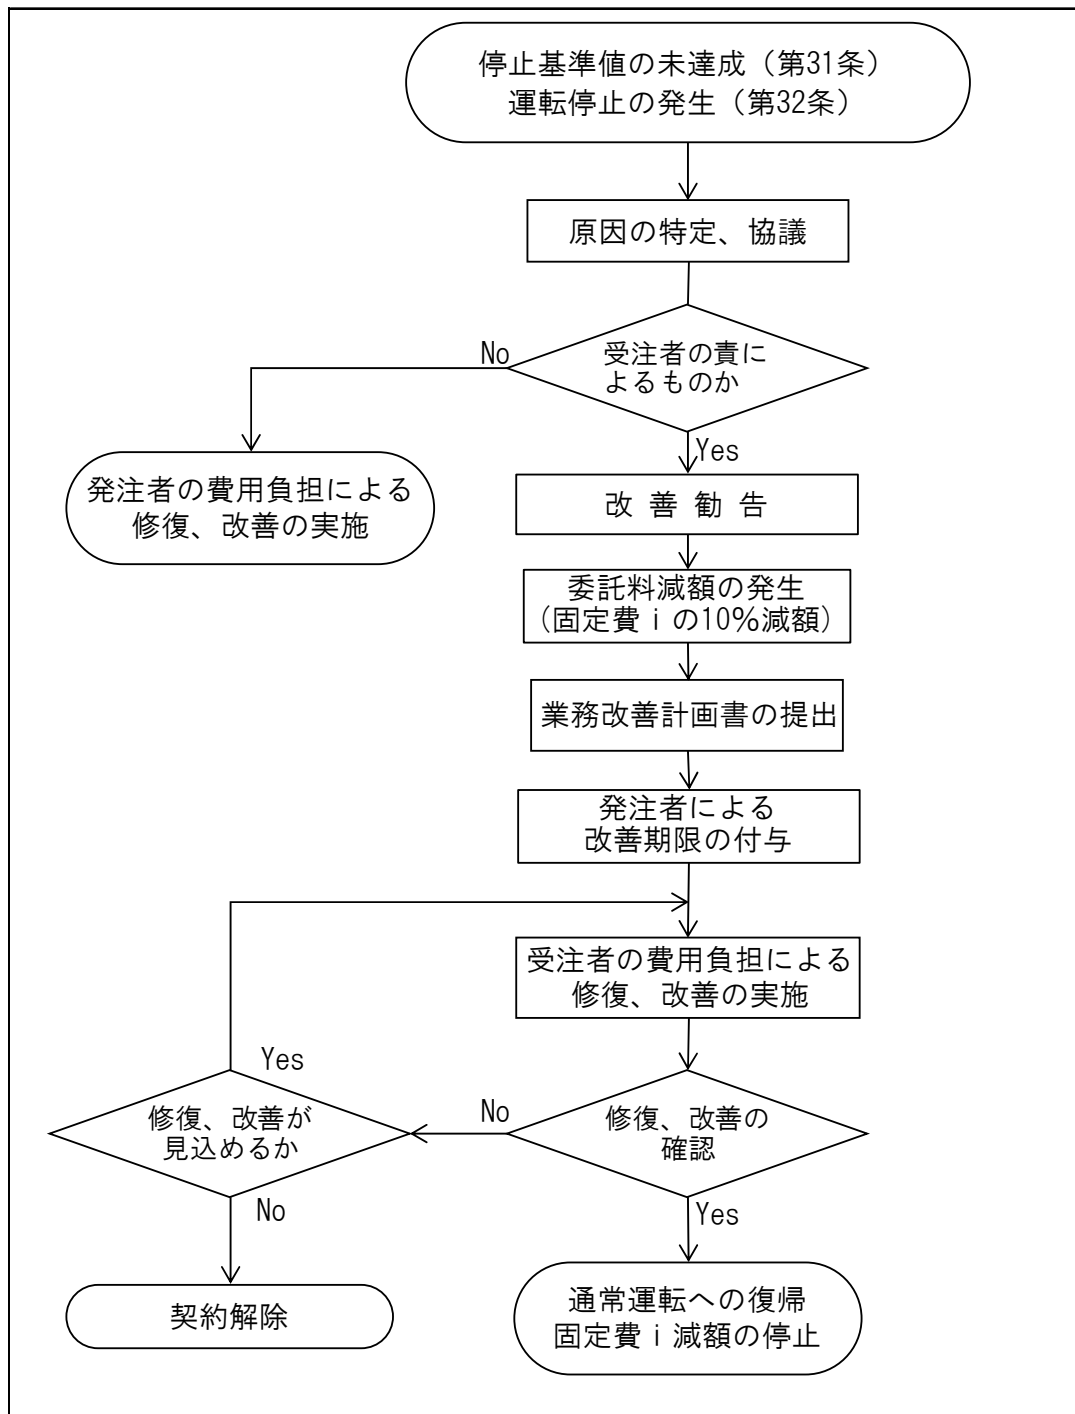 停止基準値の未達成（第31条）
運転停止の発生（第32条）
原因の特定、協議
受注者の責に
よるものか
No
Yes
発注者の費用負担による
修復、改善の実施
改 善 勧 告
委託料減額の発生
（固定費ｉの10％減額）
業務改善計画書の提出
発注者による
改善期限の付与
受注者の費用負担による
修復、改善の実施
修復、改善の
確認
No
Yes
修復、改善が
見込めるか
Yes
No
契約解除
通常運転への復帰
固定費ｉ減額の停止